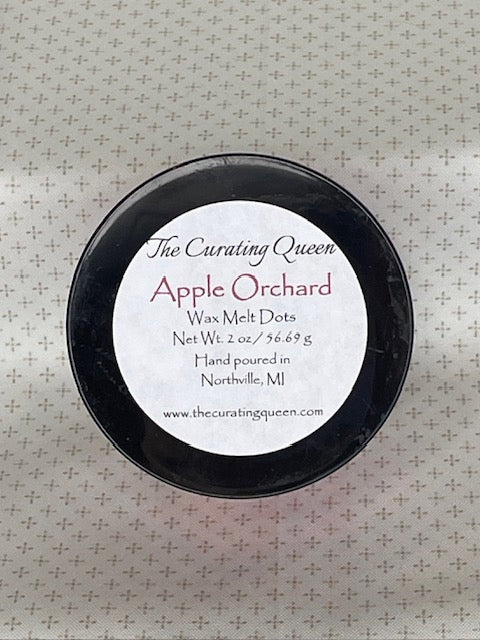 The Curating Queen
Apple Orchard
Wax Melt Dots
Net Wt. 2 oz / 56.69 g
Hand poured in
Northville, MI
www.thecuratingqueen.com